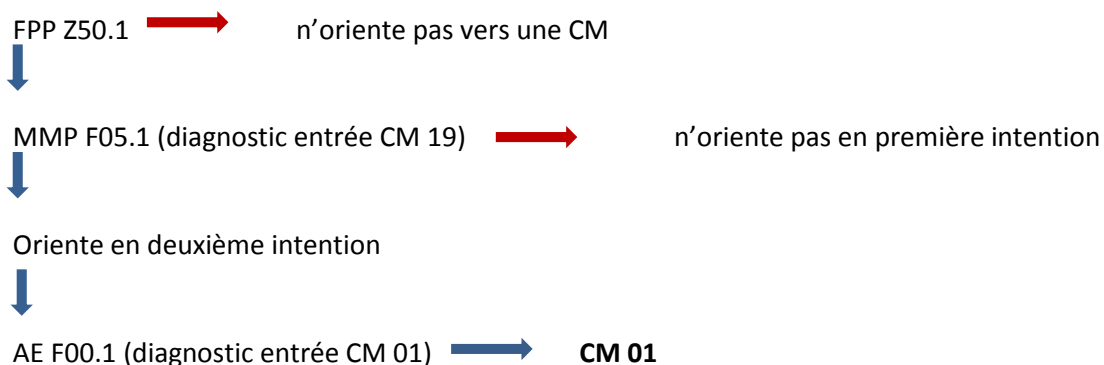 FPP Z50.1 n’oriente pas vers une CM
MMP F05.1 (diagnostic entrée CM 19) n’oriente pas en première intention
Oriente en deuxième intention
AE F00.1 (diagnostic entrée CM 01) CM 01